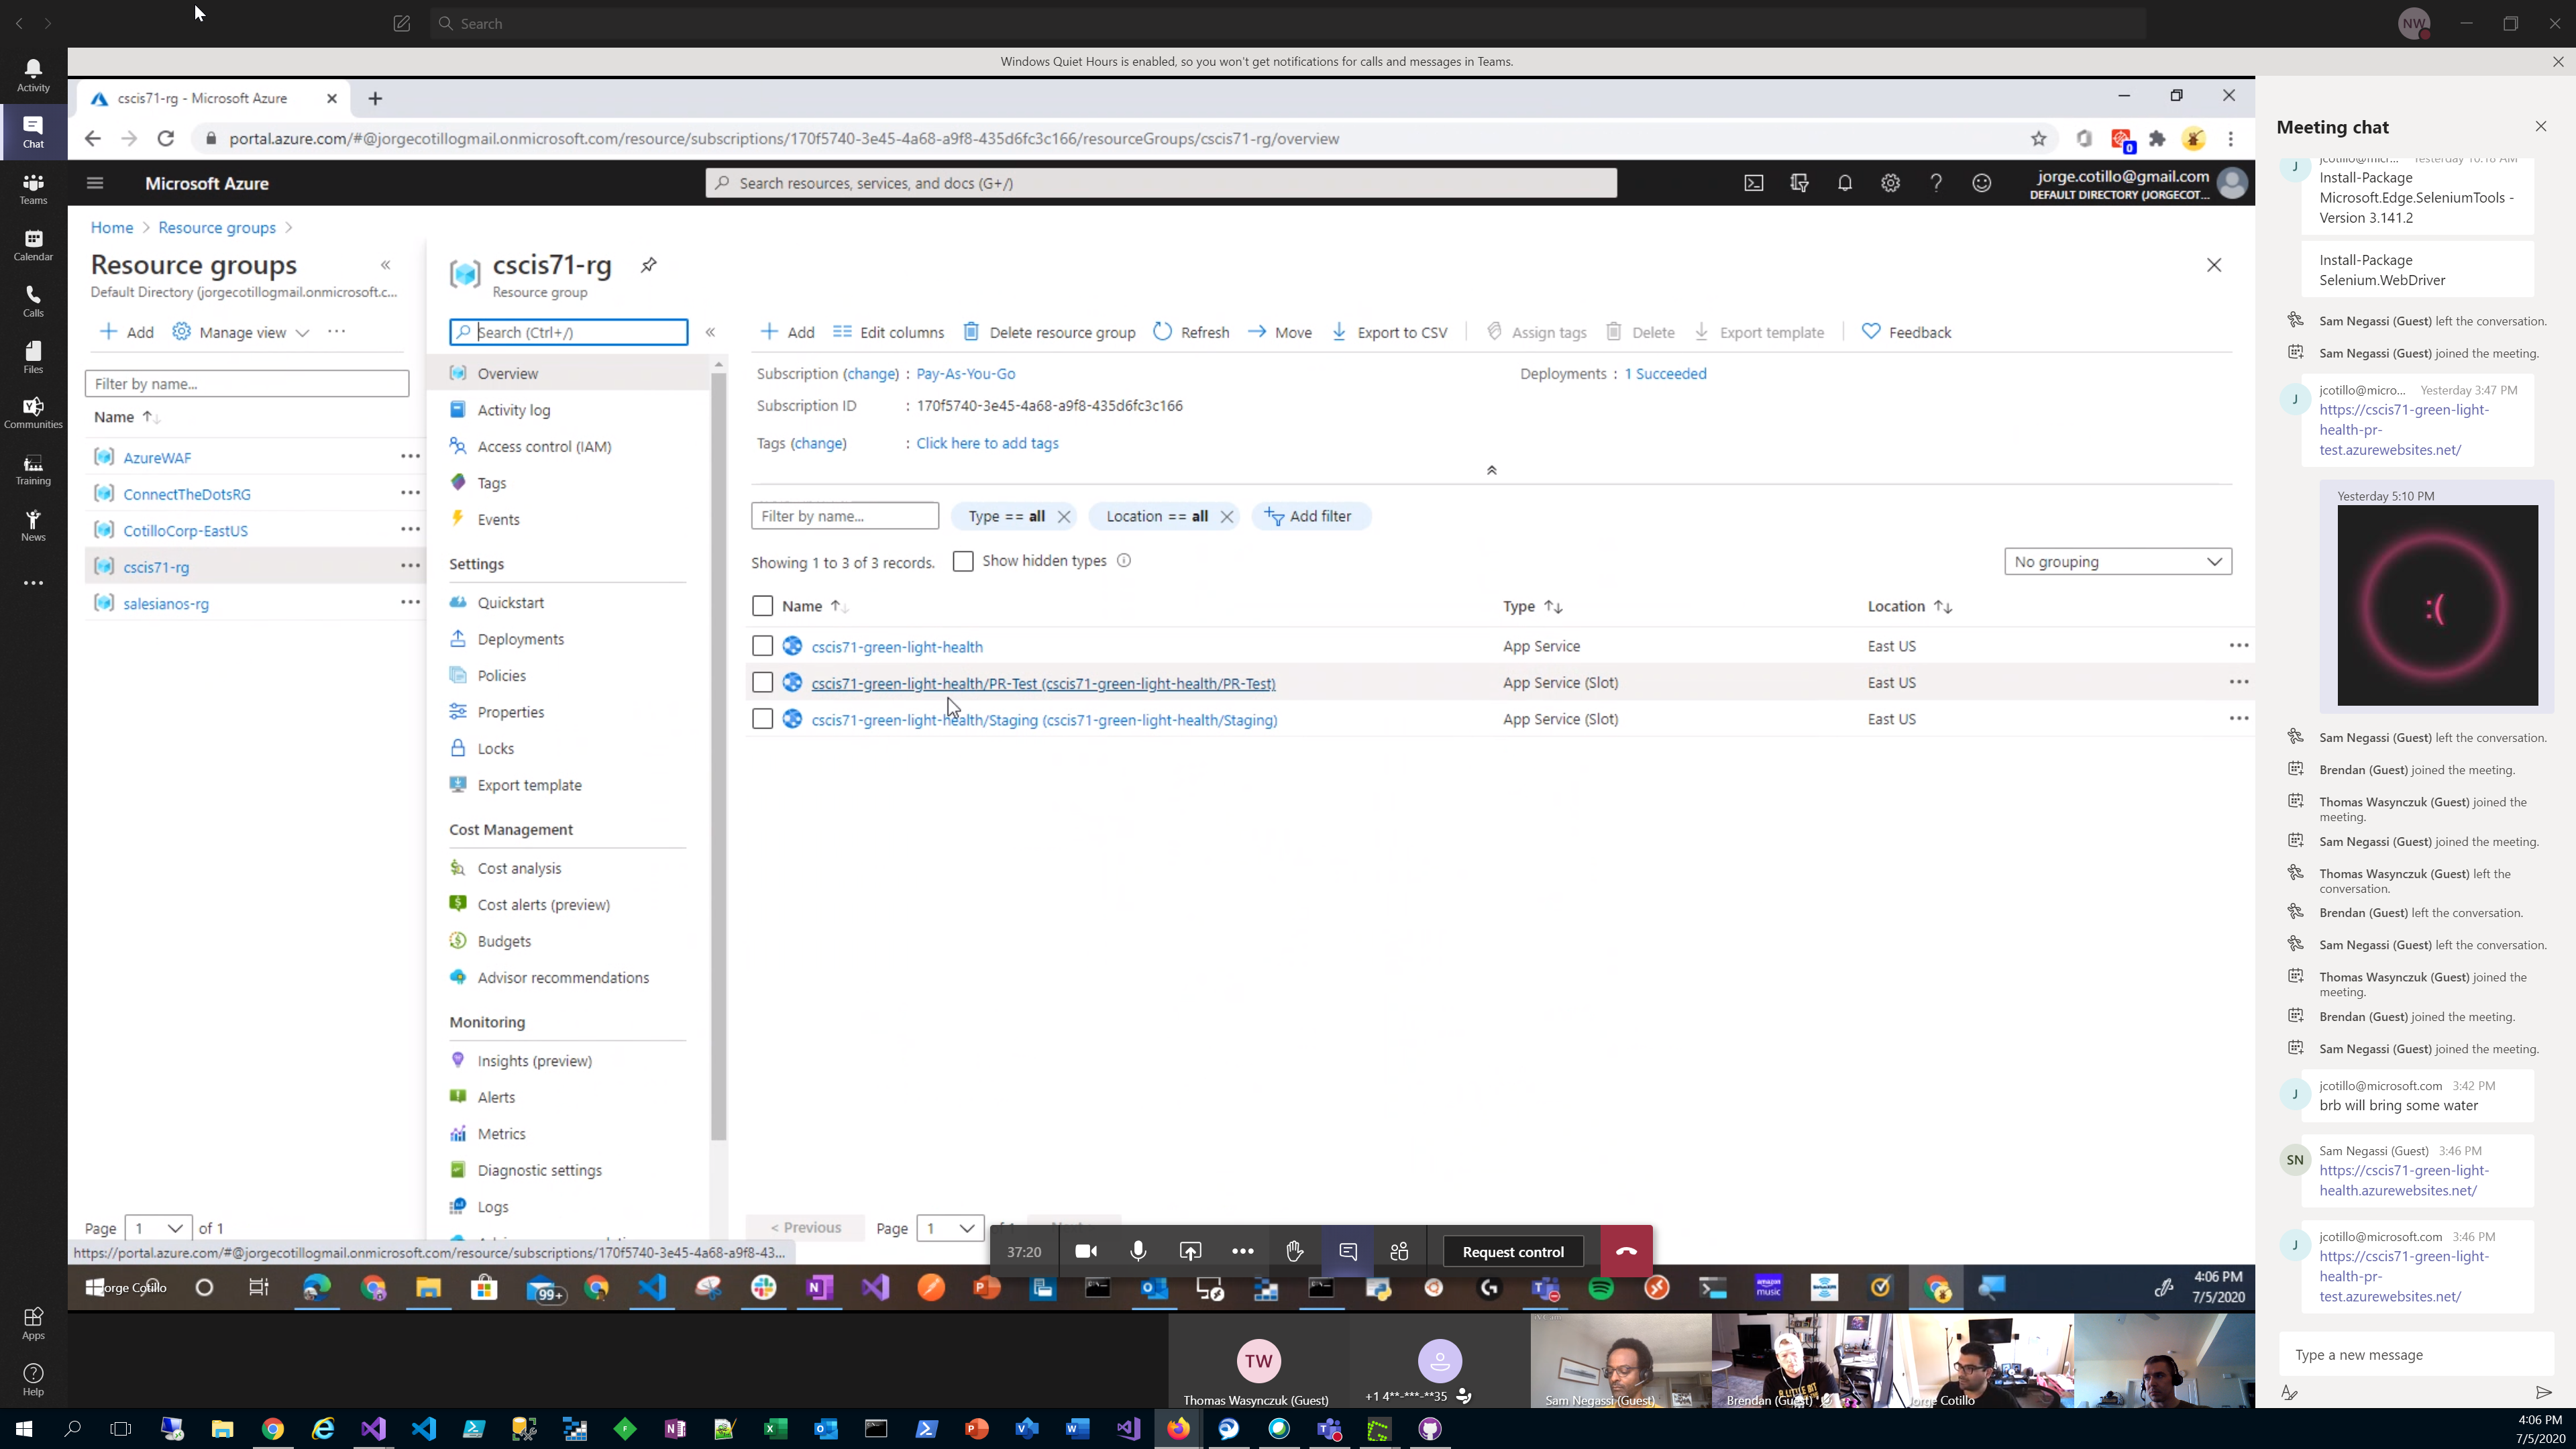 Search
NW
Windows Quiet Hours is enabled, so you won't get notifications for calls and messages in Teams.
Activity
Chat
Teams
Calendar
Calls
Files
Communities
Training
News
Apps
Help
cscis71-rg - Microsoft Azure
portal.azure.com/#@jorgecotillogmail.onmicrosoft.com/resource/subscriptions/170f5740-3e45-4a68-a9f8-435d6fc3c166/resourceGroups/cscis71-rg/overview
0
Microsoft Azure
Search resources, services, and docs (G+/)
jorge.cotillo@gmail.com
DEFAULT DIRECTORY (JORGECOT...
Home > Resource groups >
Resource groups
Default Directory (jorgecotillogmail.onmicrosoft.c...
Add
Manage view
Filter by name...
Name
AzureWAF
ConnectTheDotsRG
CotilloCorp-EastUS
cscis71-rg
salesianos-rg
Page 1 of 1
cscis71-rg
Resource group
Search (Ctrl+/)
Overview
Activity log
Access control (IAM)
Tags
Events
Settings
Quickstart
Deployments
Policies
Properties
Locks
Export template
Cost Management
Cost analysis
Cost alerts (preview)
Budgets
Advisor recommendations
Monitoring
Insights (preview)
Alerts
Metrics
Diagnostic settings
Logs
Add Edit columns Delete resource group Refresh Move Export to CSV Assign tags Delete Export template Feedback
Subscription (change) : Pay-As-You-Go
Deployments : 1 Succeeded
Subscription ID : 170f5740-3e45-4a68-a9f8-435d6fc3c166
Tags (change) : Click here to add tags
Filter by name...
Type == all
Location == all
Add filter
Showing 1 to 3 of 3 records.
Show hidden types
No grouping
Name Type Location
cscis71-green-light-health App Service East US
cscis71-green-light-health/PR-Test (cscis71-green-light-health/PR-Test) App Service (Slot) East US
cscis71-green-light-health/Staging (cscis71-green-light-health/Staging) App Service (Slot) East US
< Previous Page 1
https://portal.azure.com/#@jorgecotillogmail.onmicrosoft.com/resource/subscriptions/170f5740-3e45-4a68-a9f8-43...
37:20
Request control
Jorge Cotillo
99+
amazon music
4:06 PM
7/5/2020
TW
Thomas Wasynczuk (Guest)
+1 4**-***-**35
Sam Negassi (Guest)
Brendan (Guest)
Jorge Cotillo
Meeting chat
J
Install-Package
Microsoft.Edge.SeleniumTools -
Version 3.141.2
Install-Package
Selenium.WebDriver
Sam Negassi (Guest) left the conversation.
Sam Negassi (Guest) joined the meeting.
J
jcotillo@micro... Yesterday 3:47 PM
https://cscis71-green-light-
health-pr-
test.azurewebsites.net/
Yesterday 5:10 PM
:(
Sam Negassi (Guest) left the conversation.
Brendan (Guest) joined the meeting.
Thomas Wasynczuk (Guest) joined the
meeting.
Sam Negassi (Guest) joined the meeting.
Thomas Wasynczuk (Guest) left the
conversation.
Brendan (Guest) left the conversation.
Sam Negassi (Guest) left the conversation.
Thomas Wasynczuk (Guest) joined the
meeting.
Brendan (Guest) joined the meeting.
Sam Negassi (Guest) joined the meeting.
J
jcotillo@microsoft.com 3:42 PM
brb will bring some water
SN
Sam Negassi (Guest) 3:46 PM
https://cscis71-green-light-
health.azurewebsites.net/
J
jcotillo@microsoft.com 3:46 PM
https://cscis71-green-light-
health-pr-
test.azurewebsites.net/
Type a new message
4:06 PM
7/5/2020